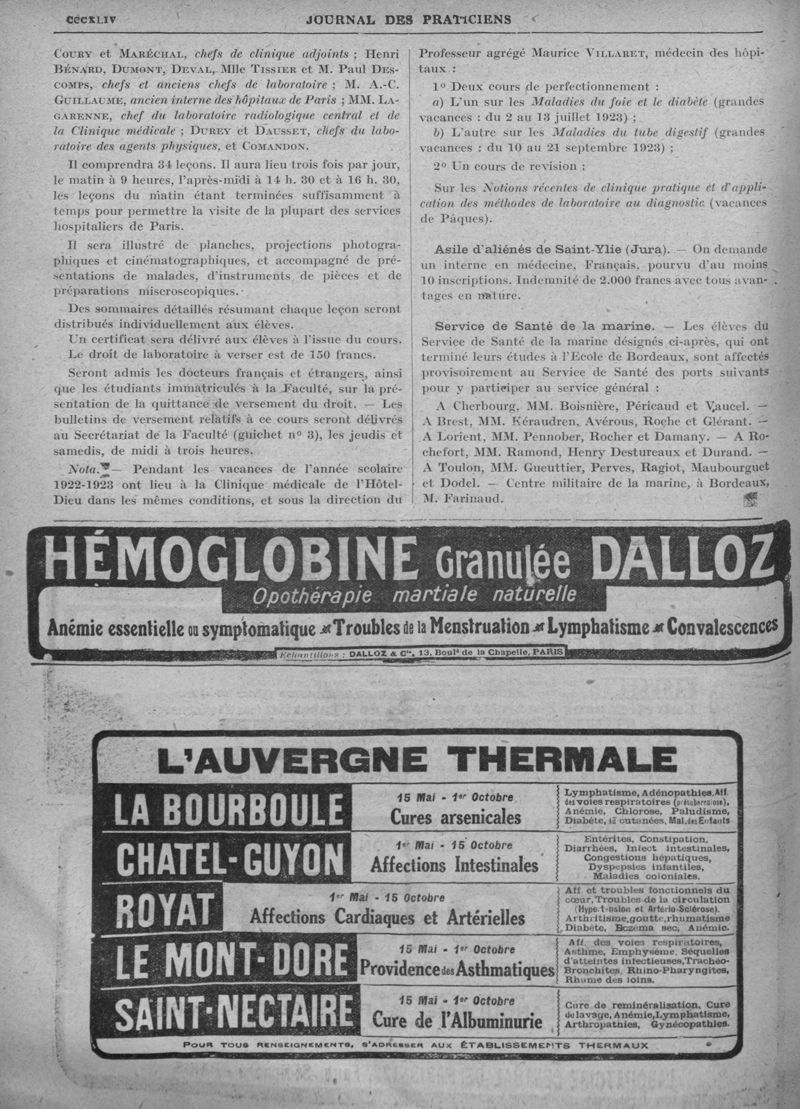 CCCXLIV
JOURNAL DES PRATICIENS
COURY et MARÉCHAL, chefs de clinique adjoints ; Henri
BÉNARD, DUMONT, DEVAL, Mlle TISSIER et M. Paul DES-
COMPS, chefs et anciens chefs de laboratoire ; M. A.-C.
GUILLAUME, ancien interne des hôpitaux de Paris ; MM. LA-
GARENNE, chef du laboratoire radiologique central et de
la Clinique médicale ; DUREY et DAUSSET, chefs du labo-
ratoire des agents physiques, et COMANDON.
Il comprendra 34 leçons. Il aura lieu trois fois par jour,
le matin à 9 heures, l'après-midi à 14 h. 30 et à 16 h. 30,
les leçons du matin étant terminées suffisamment à
temps pour permettre la visite de la plupart des services
hospitaliers de Paris.
Il sera illustré de planches, projections photogra-
phiques et cinématographiques, et accompagné de pré-
sentations de malades, d'instruments, de pièces et de
préparations miscroscopiques.
Des sommaires détaillés résumant chaque leçon seront
distribués individuellement aux élèves.
Un certificat sera délivré aux élèves à l'issue du cours.
Le droit de laboratoire à verser est de 150 francs.
Seront admis les docteurs français et étrangers, ainsi
que les étudiants immatriculés à la Faculté, sur la pré-
sentation de la quittance de versement du droit. — Les
bulletins de versement relatifs à ce cours seront délivrés
au Secrétariat de la Faculté (guichet n° 3), les jeudis et
samedis, de midi à trois heures.
Nota. — Pendant les vacances de l'année scolaire
1922-1923 ont lieu à la Clinique médicale de l'Hôtel-
Dieu dans les mêmes conditions, et sous la direction du
Professeur agrégé Maurice VILLARET, médecin des hôpi-
taux :
1° Deux cours de perfectionnement :
a) L'un sur les Maladies du foie et le diabète (grandes
vacances : du 2 au 13 juillet 1923) ;
b) L'autre sur les Maladies du tube digestif (grandes
vacances : du 10 au 21 septembre 1923) ;
2° Un cours de revision :
Sur les Notions récentes de clinique pratique et d'appli-
cation des méthodes de laboratoire au diagnostic (vacances
de Pâques).
Asile d'aliénés de Saint-Ylie (Jura). — On demande
un interne en médecine, Français, pourvu d'au moins
10 inscriptions. Indemnité de 2.000 francs avec tous avan-
tages en nature.
Service de Santé de la marine. — Les élèves du
Service de Santé de la marine désignés ci-après, qui ont
terminé leurs études à l'Ecole de Bordeaux, sont affectés
provisoirement au Service de Santé des ports suivants
pour y participer au service général :
A Cherbourg, MM. Boisnière, Péricaud et Vaucel. —
A Brest, MM. Kéraudren, Avérous, Roche et Glérant. —
A Lorient, MM. Pennober, Rocher et Damany. — A Ro-
chefort, MM. Ramond, Henry Destureaux et Durand. —
A Toulon, MM. Gueuttier, Perves, Ragiot, Maubourguet
et Dodel. — Centre militaire de la marine, à Bordeaux,
M. Farinaud.
HÉMOGLOBINE Granulée DALLOZ
Opothérapie martiale naturelle
Anémie essentielle ou symptomatique Troubles de la Menstruation Lymphatisme Convalescences
Echantillons : DALLOZ & Cie, 13, Boul^d de la Chapelle, PARIS
L'AUVERGNE THERMALE
LA BOURBOULE
15 Mai - 1er Octobre
Cures arsenicales
Lymphatisme, Adénopathies, Aff.
des voies respiratoires
Anémie, Chlorose, Paludisme,
Diabète, cutanées, Mal. des Enfants
CHATEL-GUYON
1er Mai - 15 Octobre
Affections Intestinales
Entérites, Constipation,
Diarrhées, Infect intestinales,
Congestions hépatiques,
Dyspepsies infantiles,
Maladies coloniales.
ROYAT
1er Mai - 15 Octobre
Affections Cardiaques et Artérielles
Aff. et troubles fonctionnels du
cœur, Troubles de la circulation
(Hypertension et Artério-Sclérose).
Arthritisme, goutte, rhumatisme
Diabète, Eczéma sec, Anémie.
LE MONT-DORE
15 Mai - 1er Octobre
Providence des Asthmatiques
Aff. des voies respiratoires,
Asthme, Emphysème, Séquelles
d'atteintes infectieuses, Trachéo-
Bronchites, Rhino-Pharyngites,
Rhume des foins.
SAINT-NECTAIRE
15 Mai - 1er Octobre
Cure de l'Albuminurie
Cure de reminéralisation, Cure
de lavage, Anémie, Lymphatisme,
Arthropathies, Gynécopathies.
POUR TOUS RENSEIGNEMENTS, S'ADRESSER AUX ÉTABLISSEMENTS THERMAUX